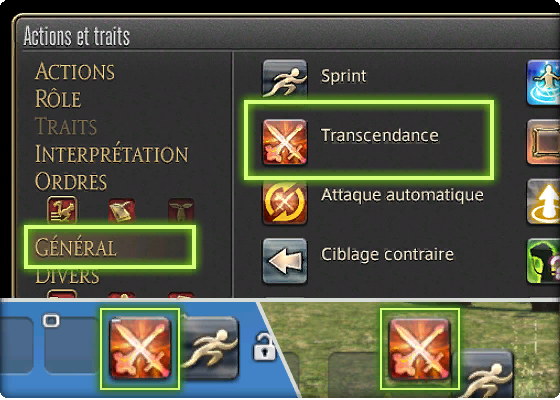 Actions et traits
ACTIONS
RÔLE
TRAITS
INTERPRÉTATION
ORDRES
GÉNÉRAL
DIVERS
Sprint
Transcendance
Attaque automatique
Ciblage contraire